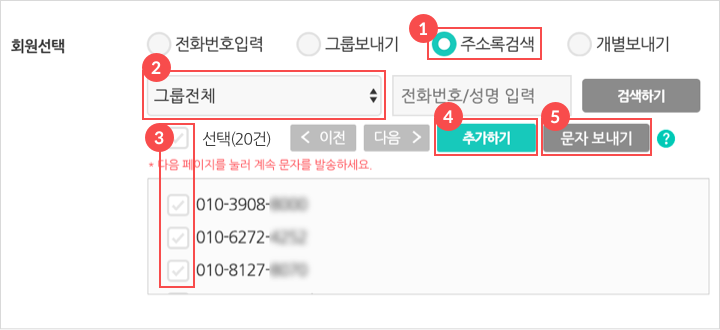 회원선택 전화번호입력 그룹보내기 1 주소록검색 개별보내기
2 그룹전체 전화번호/성명 입력 검색하기
3 선택(20건) < 이전 다음 > 4 추가하기 5 문자 보내기 ?
* 다음 페이지를 눌러 계속 문자를 발송하세요.
010-3908-
010-6272-
010-8127-